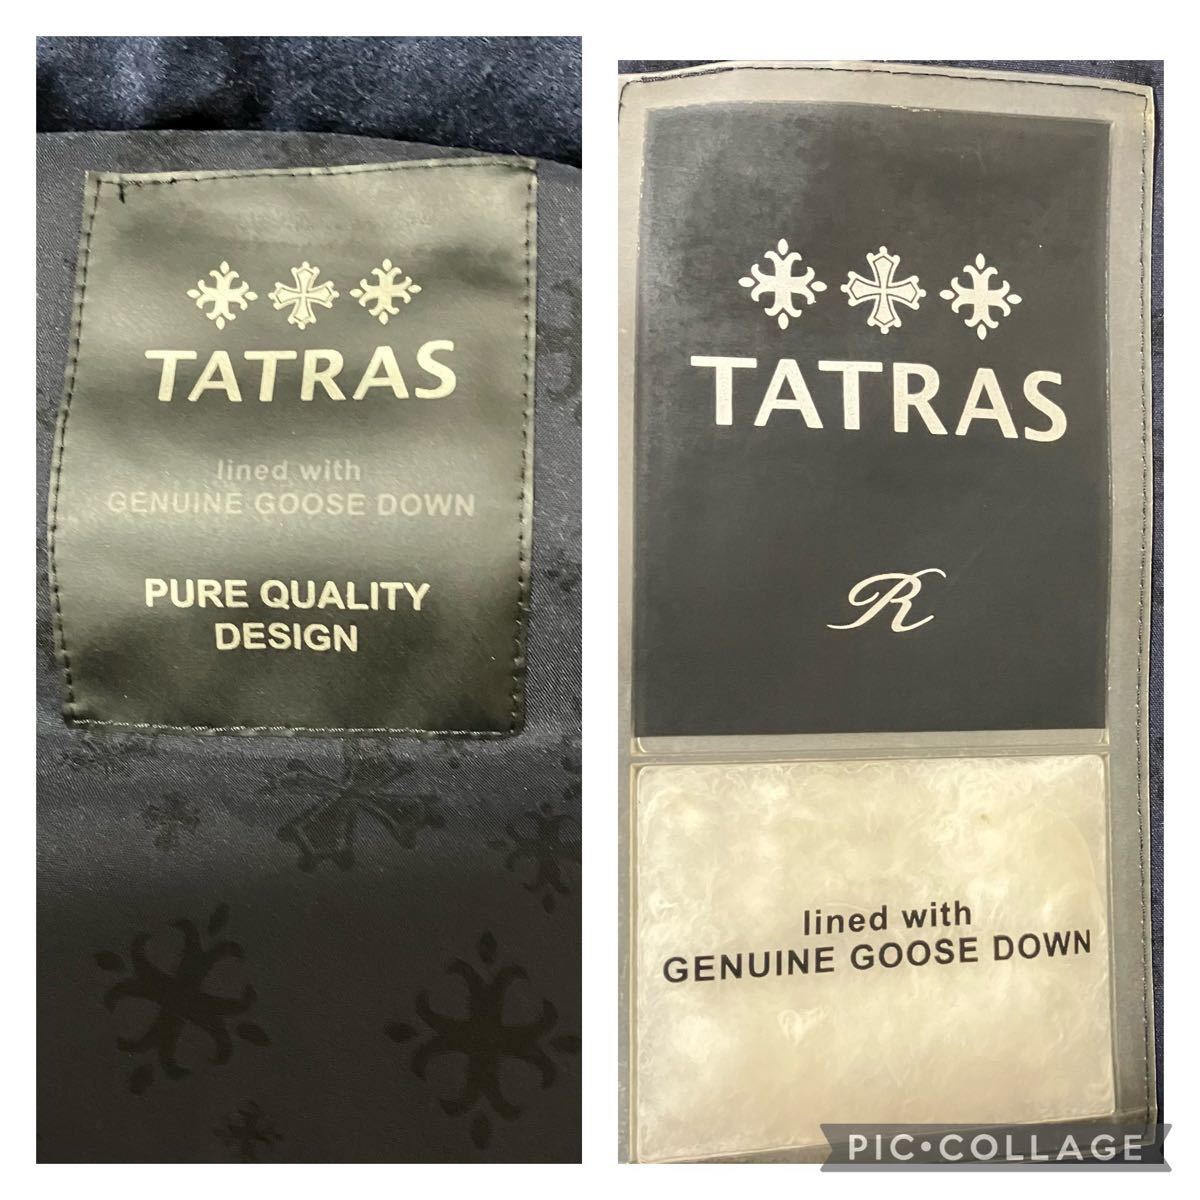 TATRAS
lined with
GENUINE GOOSE DOWN
PURE QUALITY
DESIGN
TATRAS
R
lined with
GENUINE GOOSE DOWN
PIC•COLLAGE